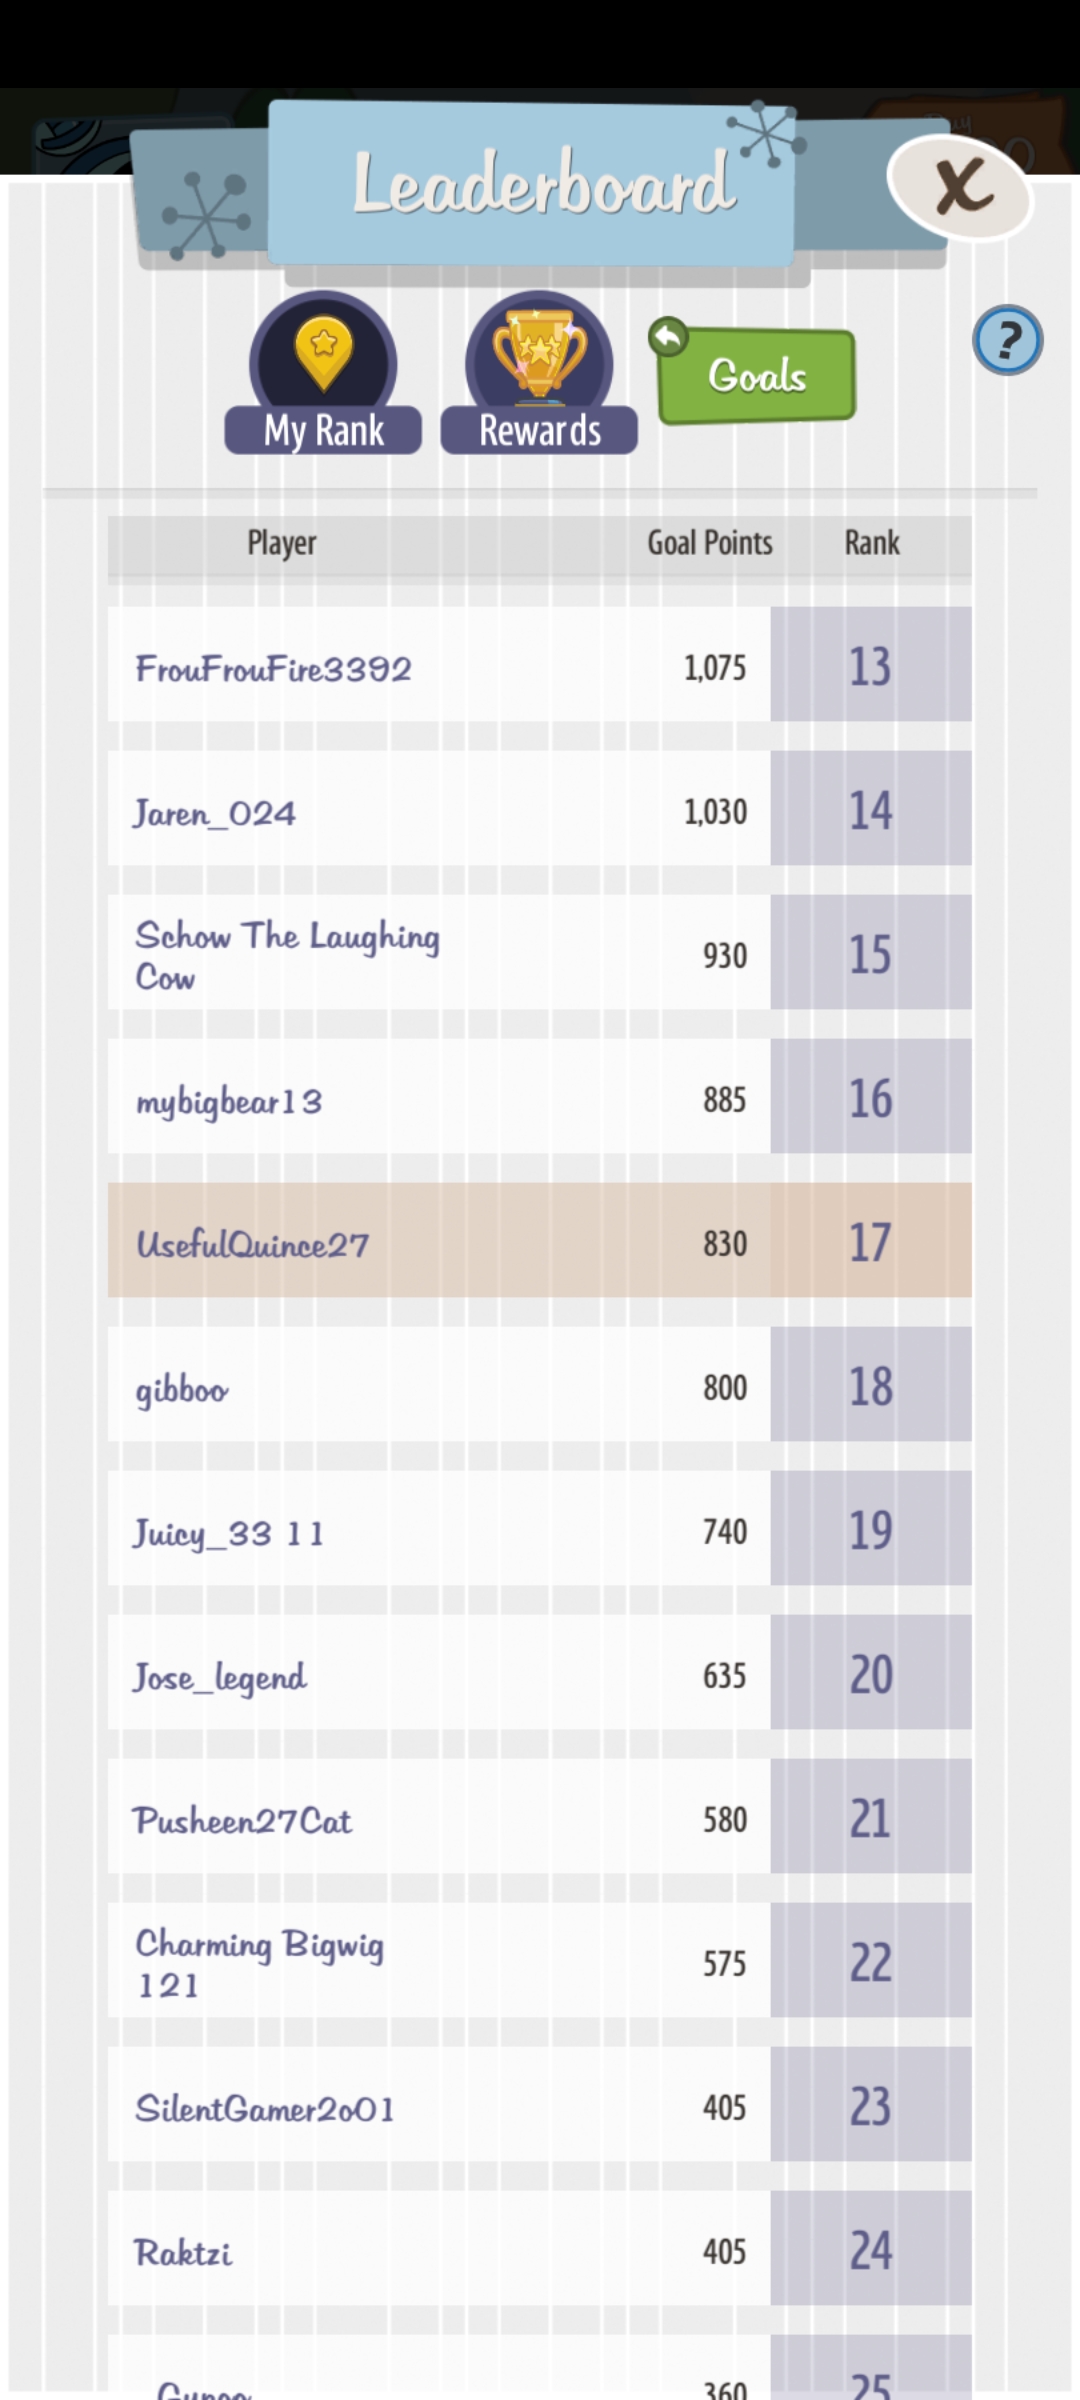 Leaderboard
X
My Rank
Rewards
Goals
?
Player Goal Points Rank
FrouFrouFire3392 1,075 13
Jaren_024 1,030 14
Schow The Laughing
Cow
930 15
mybigbear13 885 16
UsefulQuince27 830 17
gibboo 800 18
Juicy_33 11 740 19
Jose_legend 635 20
Pusheen27Cat 580 21
Charming Bigwig
121
575 22
SilentGamer2o01 405 23
Raktzi 405 24
360 25